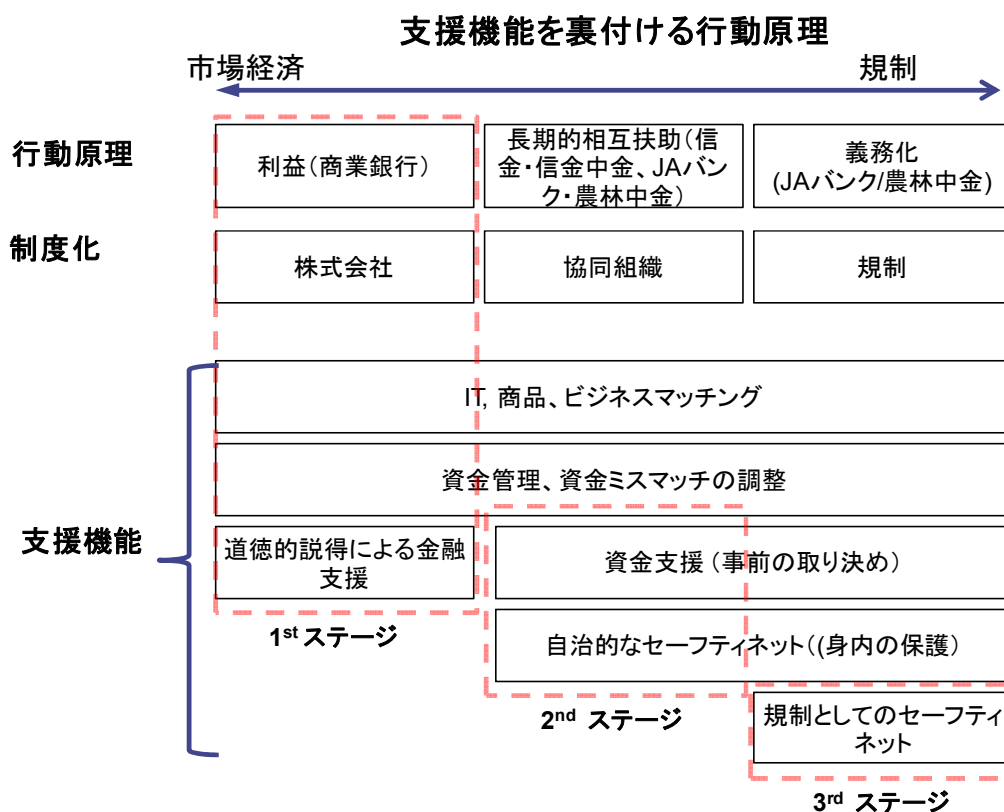 支援機能を裏付ける行動原理
市場経済
規制
行動原理
利益（商業銀行）
長期的相互扶助（信
金・信金中金、JAバン
ク・農林中金）
義務化
(JAバンク/農林中金)
制度化
株式会社
協同組織
規制
IT, 商品、ビジネスマッチング
資金管理、資金ミスマッチの調整
支援機能
道徳的説得による金融
支援
資金支援（事前の取り決め）
1st ステージ
自治的なセーフティネット（(身内の保護）
2nd ステージ
規制としてのセーフティ
ネット
3rd ステージ